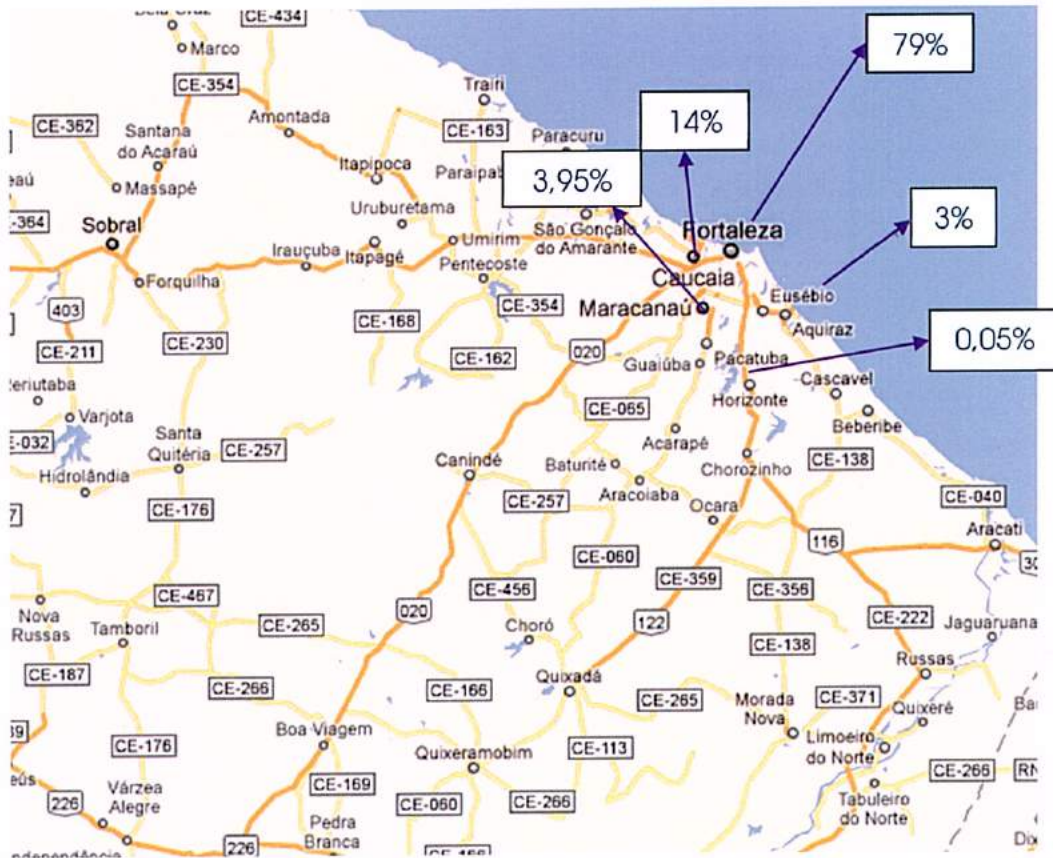 CE-434
Marco
79%
CE-354
Trairi
14%
CE-362
Amontada
CE-163
Santana
do Acaraú
Paracuru
Itapipoca
3,95%
Massapê
Uruburetama
3%
Sobral
São Gonçalo
do Amarante
Fortaleza
Umirim
Irauçuba
Itapagé
Pentecoste
Caucaia
Forquilha
Eusébio
403
CE-354
Maracanaú
CE-168
Aquiraz
0,05%
CE-230
CE-211
020
CE-162
Guaiúba
Pacatuba
Cascavel
Horizonte
CE-065
Varjota
Beberibe
Acarapé
Santa
Quitéria
CE-257
Canindé
Baturité
Chorozinho
CE-138
Hidrolândia
Aracoiaba
CE-257
CE-040
Ocara
CE-176
Aracati
116
CE-060
CE-359
CE-456
CE-356
CE-467
020
Nova
Russas
Tamboril
CE-265
Choró
122
CE-222
Jaguaruana
CE-138
Russas
CE-187
CE-266
CE-166
Quixadá
CE-265
CE-371
Morada
Nova
Quixeré
Boa Viagem
CE-176
Quixeramobim
CE-113
Limoeiro
do Norte
CE-169
CE-266
CE-266
RN
226
Várzea
Alegre
CE-060
Tabuleiro
do Norte
226
Pedra
Branca